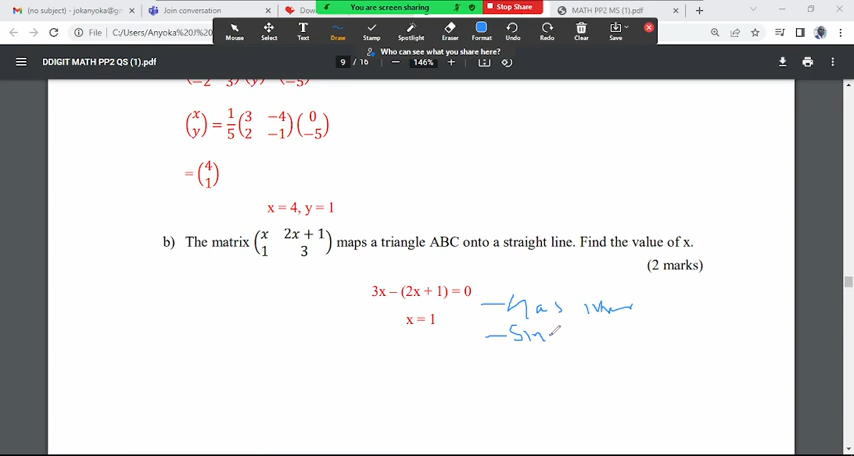 (no subject) - jokanyoka@gm
Join conversation
Dow
You are screen sharing
Stop Share
MATH PP2 MS (1).pdf
File
C:/Users/Anyoka%20J%20
Mouse
Select
Text
Draw
Stamp
Spotlight
Eraser
Format
Undo
Redo
Clear
Save
Who can see what you share here?
DDIGIT MATH PP2 QS (1).pdf
9 / 16
146%
(−2 3) (y) (−5)
(x y) = 1/5 (3 −4 2 −1) (0 −5)
= (4 1)
x = 4, y = 1
b) The matrix (x 2x + 1 1 3) maps a triangle ABC onto a straight line. Find the value of x.
(2 marks)
3x – (2x + 1) = 0
– Has
x = 1
– Sin